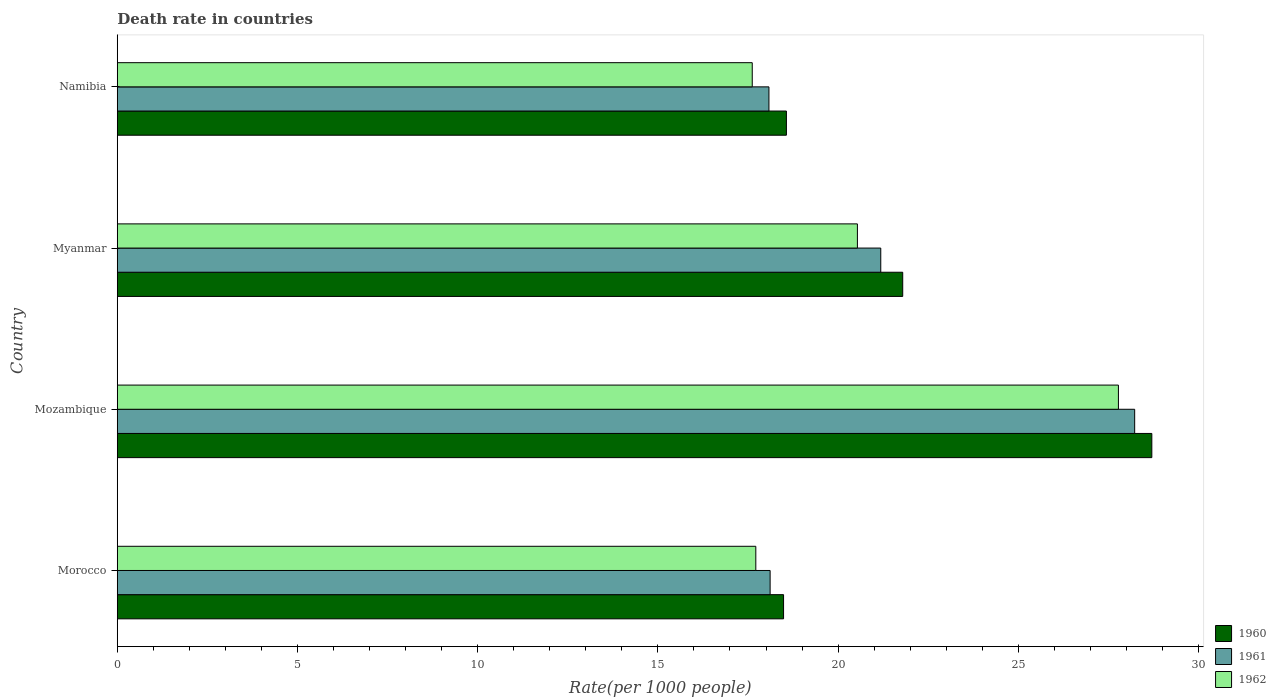 Death rate in countries
Namibia
Myanmar
Mozambique
Morocco
Country
0
5
10
15
20
25
30
Rate(per 1000 people)
1960
1961
1962